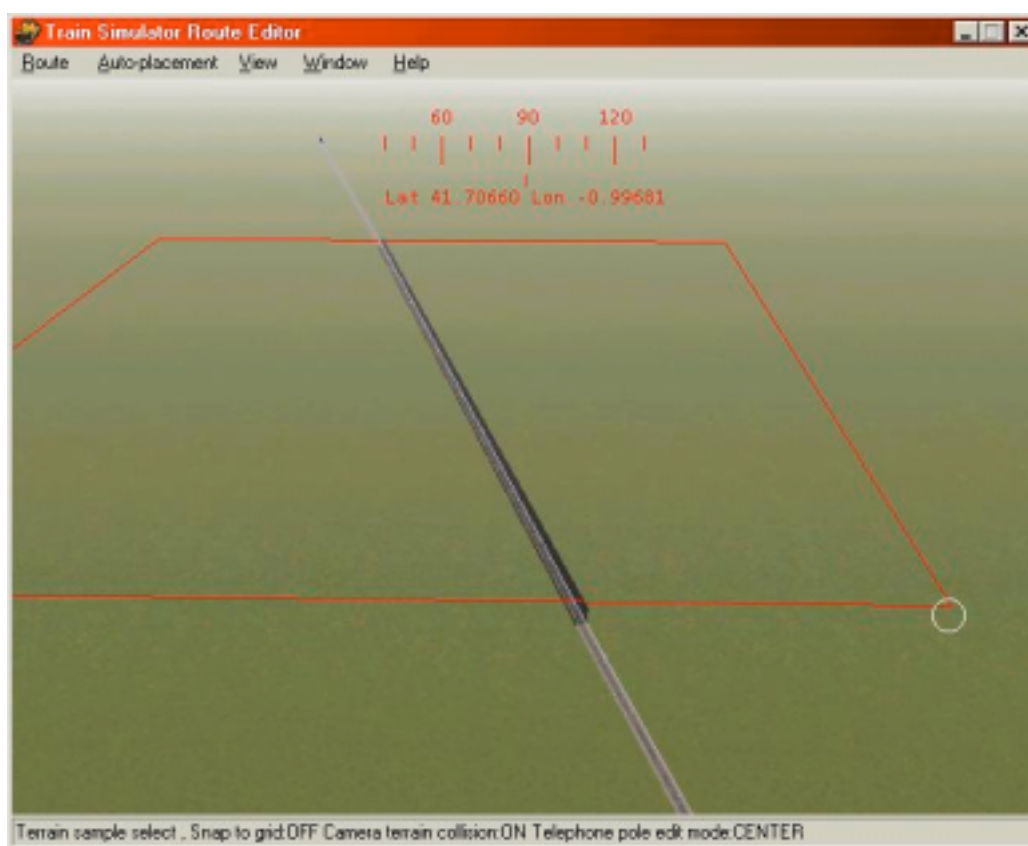 Train Simulator Route Editor
Route Auto-placement View Window Help
60 90 120
Lat 41.70660 Lon -0.99681
Terrain sample select , Snap to grid:OFF Camera terrain collision:ON Telephone pole edit mode:CENTER